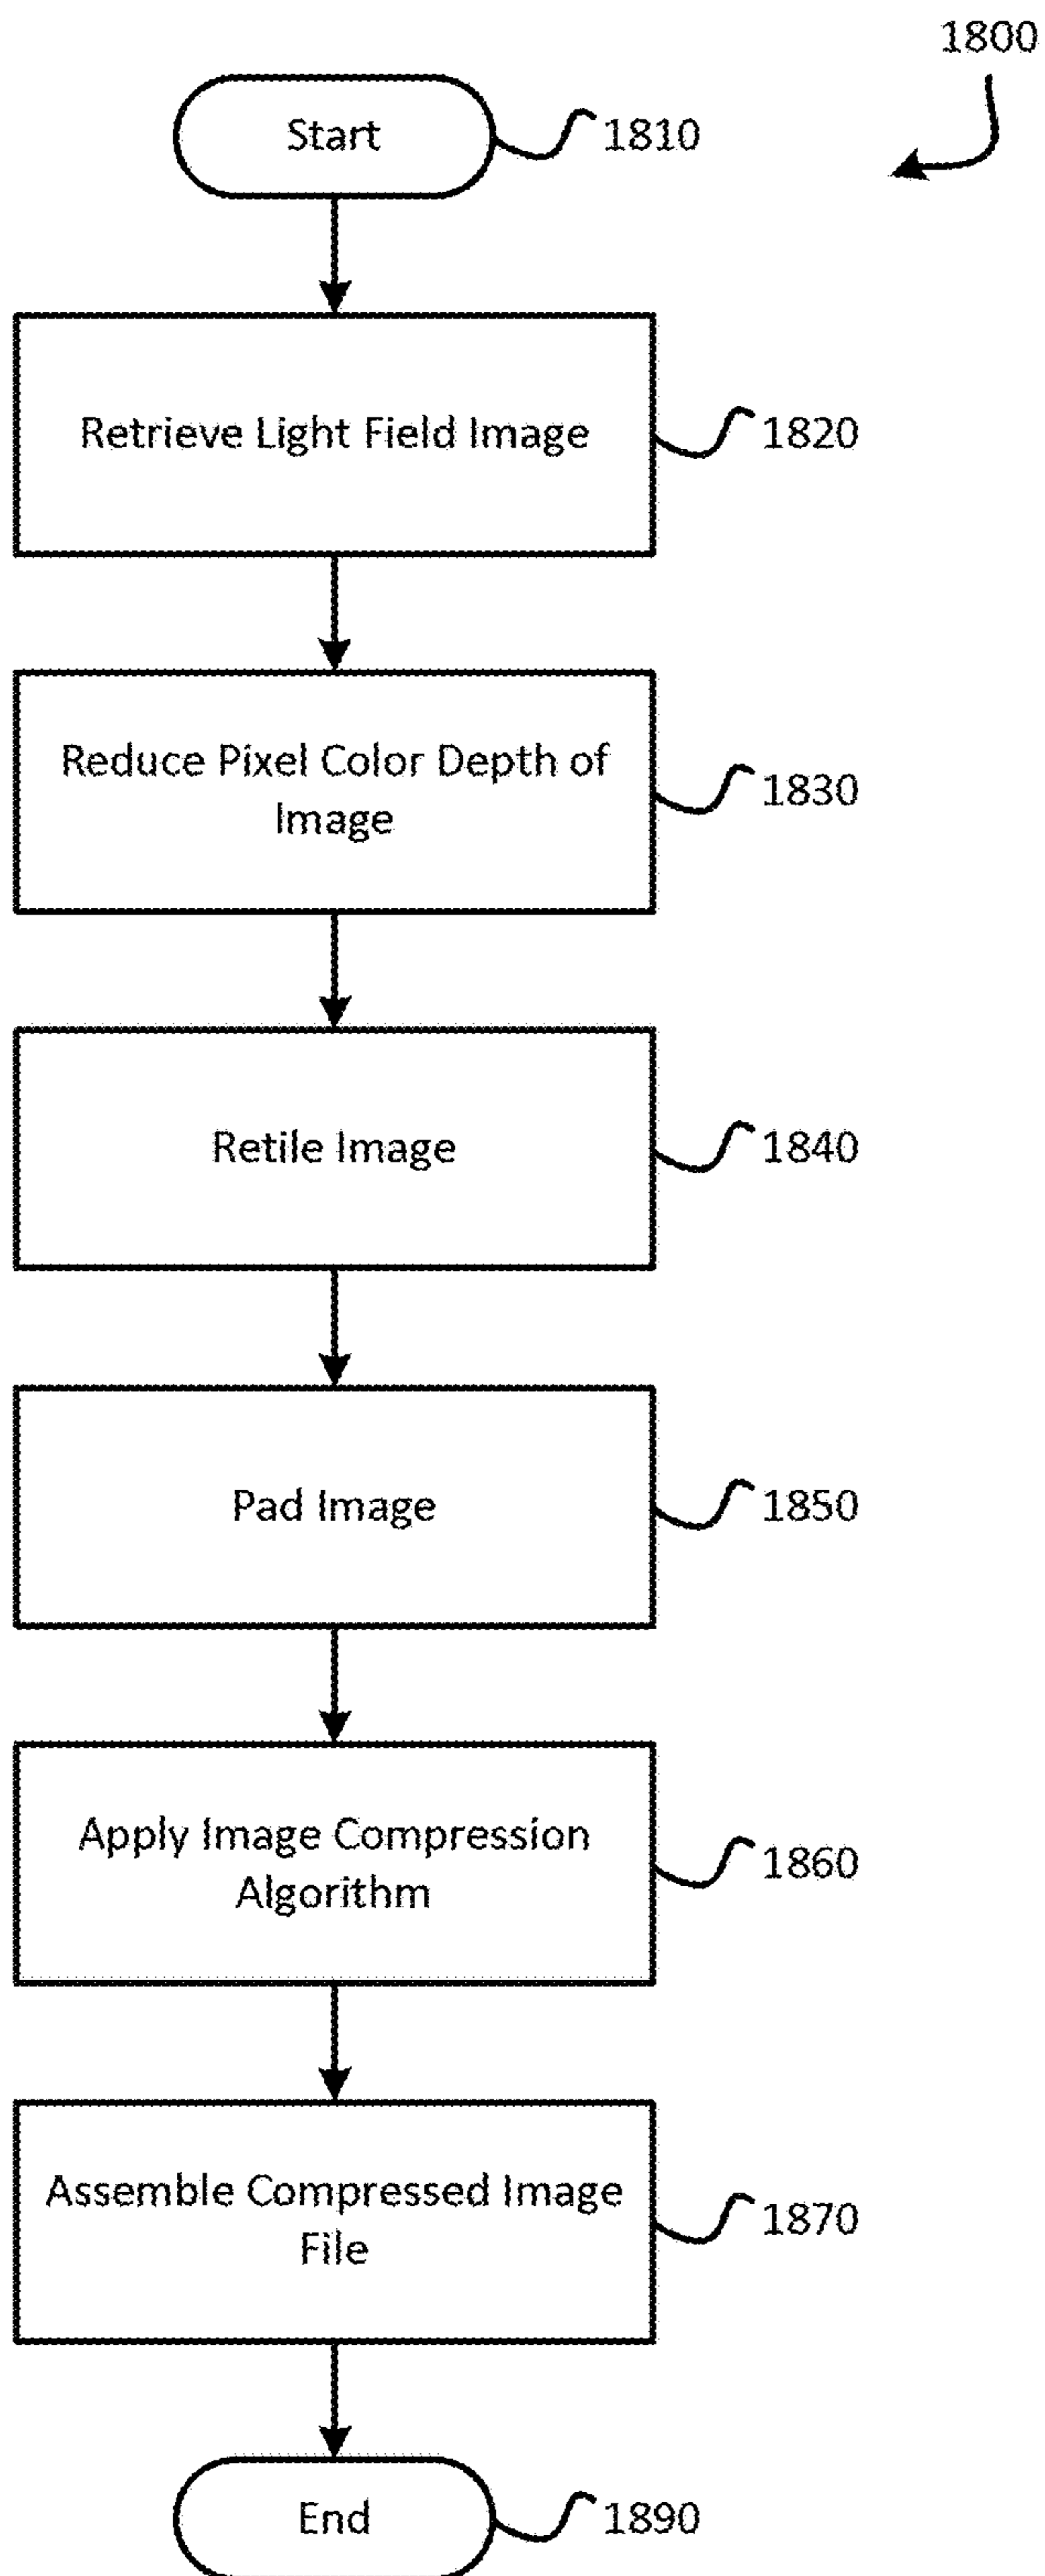 1800
Start
1810
Retrieve Light Field Image
1820
Reduce Pixel Color Depth of
Image
1830
Retile Image
1840
Pad Image
1850
Apply Image Compression
Algorithm
1860
Assemble Compressed Image
File
1870
End
1890